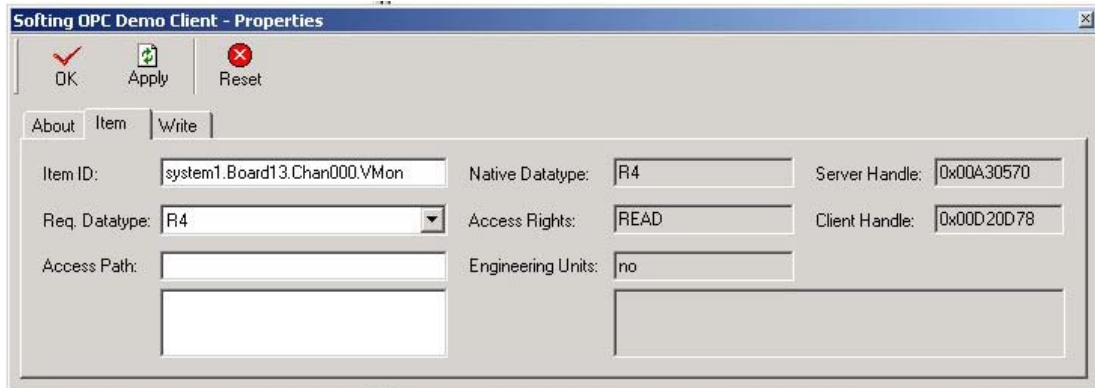 Softing OPC Demo Client - Properties
OK Apply Reset
About Item Write
Item ID: system1.Board13.Chan000.VMon Native Datatype: R4 Server Handle: 0x00A30570
Req. Datatype: R4 Access Rights: READ Client Handle: 0x00D20D78
Access Path: Engineering Units: no